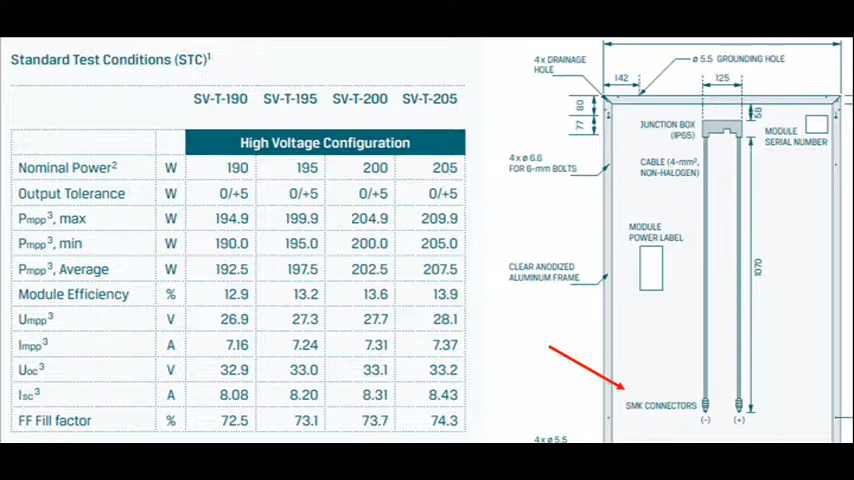 Standard Test Conditions (STC)¹
SV-T-190 SV-T-195 SV-T-200 SV-T-205
High Voltage Configuration
Nominal Power² W 190 195 200 205
Output Tolerance W 0/+5 0/+5 0/+5 0/+5
Pmpp³, max W 194.9 199.9 204.9 209.9
Pmpp³, min W 190.0 195.0 200.0 205.0
Pmpp³, Average W 192.5 197.5 202.5 207.5
Module Efficiency % 12.9 13.2 13.6 13.9
Umpp³ V 26.9 27.3 27.7 28.1
Impp³ A 7.16 7.24 7.31 7.37
Uoc³ V 32.9 33.0 33.1 33.2
Isc³ A 8.08 8.20 8.31 8.43
FF Fill factor % 72.5 73.1 73.7 74.3
4x DRAINAGE
HOLE
ø 5.5 GROUNDING HOLE
142
125
80
77
58
JUNCTION BOX
(IP65)
MODULE
SERIAL NUMBER
4x ø 6.6
FOR 6-mm BOLTS
CABLE (4-mm²,
NON-HALOGEN)
MODULE
POWER LABEL
CLEAR ANODIZED
ALUMINUM FRAME
1070
SMK CONNECTORS
(-) (+)
4x ø 5.5